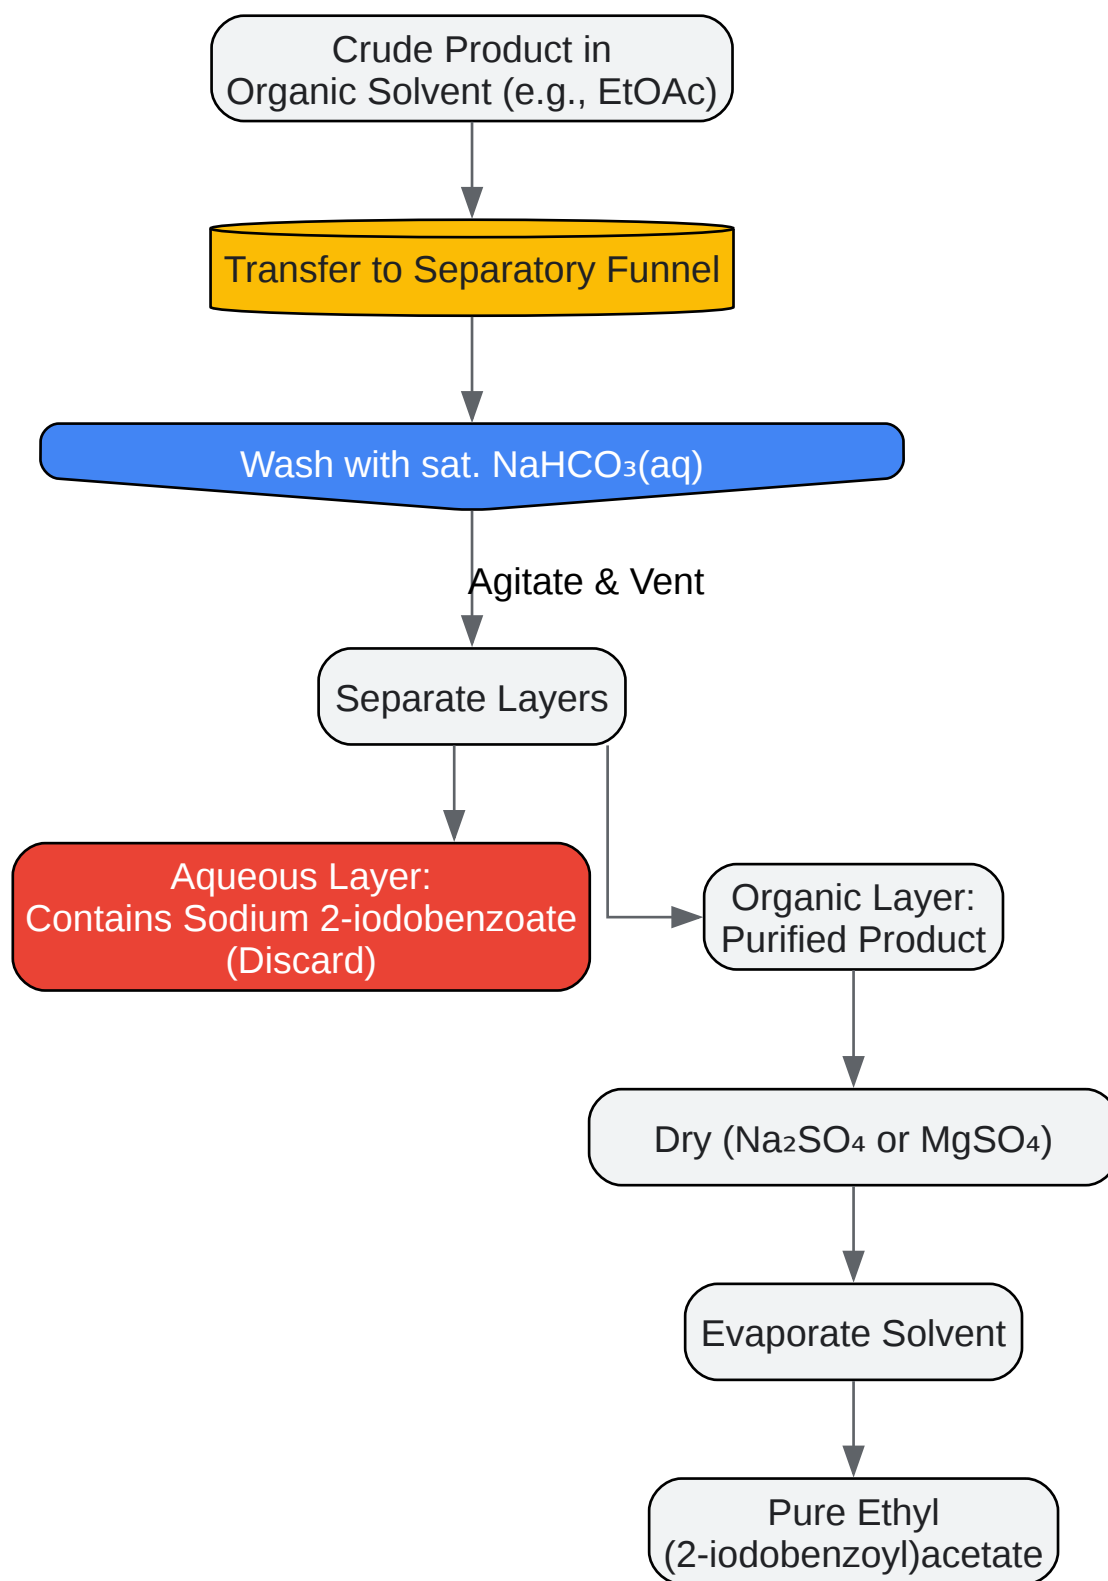 Crude Product in
Organic Solvent (e.g., EtOAc)
Transfer to Separatory Funnel
Wash with sat. NaHCO₃(aq)
Agitate & Vent
Separate Layers
Aqueous Layer:
Contains Sodium 2-iodobenzoate
(Discard)
Organic Layer:
Purified Product
Dry (Na₂SO₄ or MgSO₄)
Evaporate Solvent
Pure Ethyl
(2-iodobenzoyl)acetate